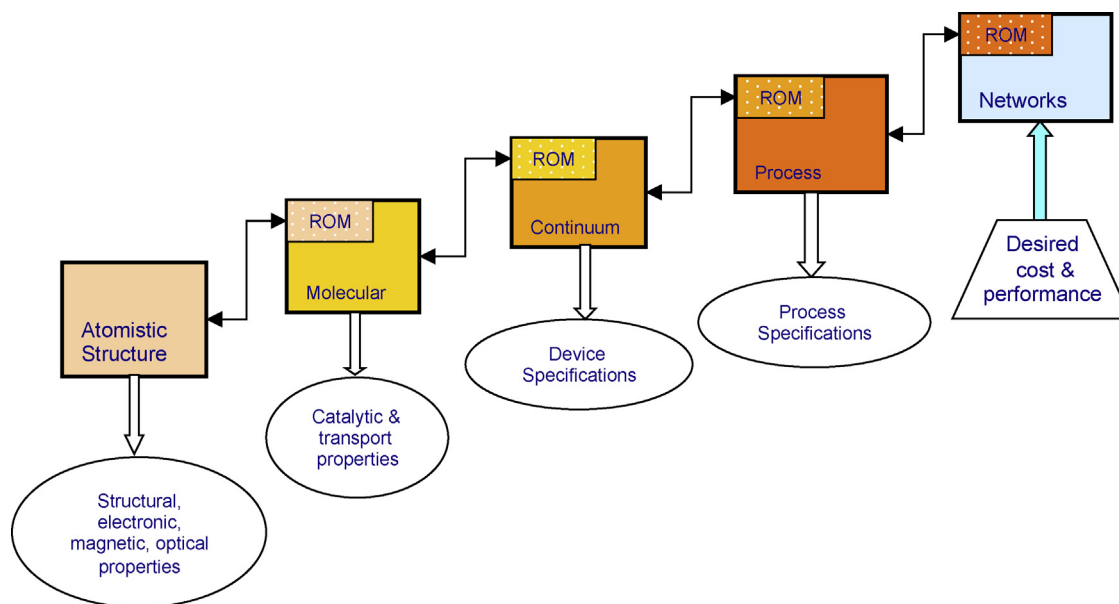 ROM
Networks
ROM
Process
ROM
Continuum
ROM
Molecular
Atomistic
Structure
Desired
cost &
performance
Process
Specifications
Device
Specifications
Catalytic &
transport
properties
Structural,
electronic,
magnetic, optical
properties